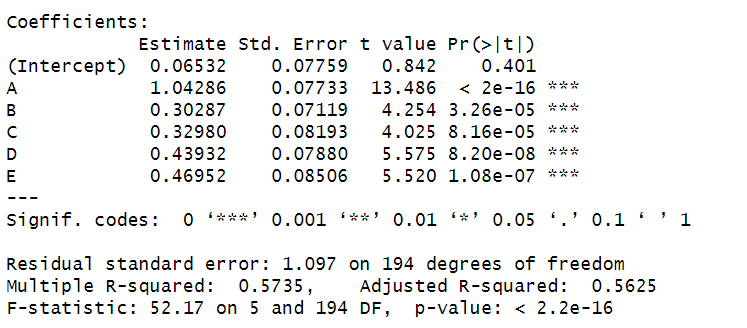 Coefficients:
            Estimate Std. Error t value Pr(>|t|)
(Intercept)  0.06532    0.07759   0.842    0.401
A            1.04286    0.07733  13.486  < 2e-16 ***
B            0.30287    0.07119   4.254 3.26e-05 ***
C            0.32980    0.08193   4.025 8.16e-05 ***
D            0.43932    0.07880   5.575 8.20e-08 ***
E            0.46952    0.08506   5.520 1.08e-07 ***
---
Signif. codes:  0 ‘***’ 0.001 ‘**’ 0.01 ‘*’ 0.05 ‘.’ 0.1 ‘ ’ 1
Residual standard error: 1.097 on 194 degrees of freedom
Multiple R-squared:  0.5735,    Adjusted R-squared:  0.5625
F-statistic: 52.17 on 5 and 194 DF,  p-value: < 2.2e-16